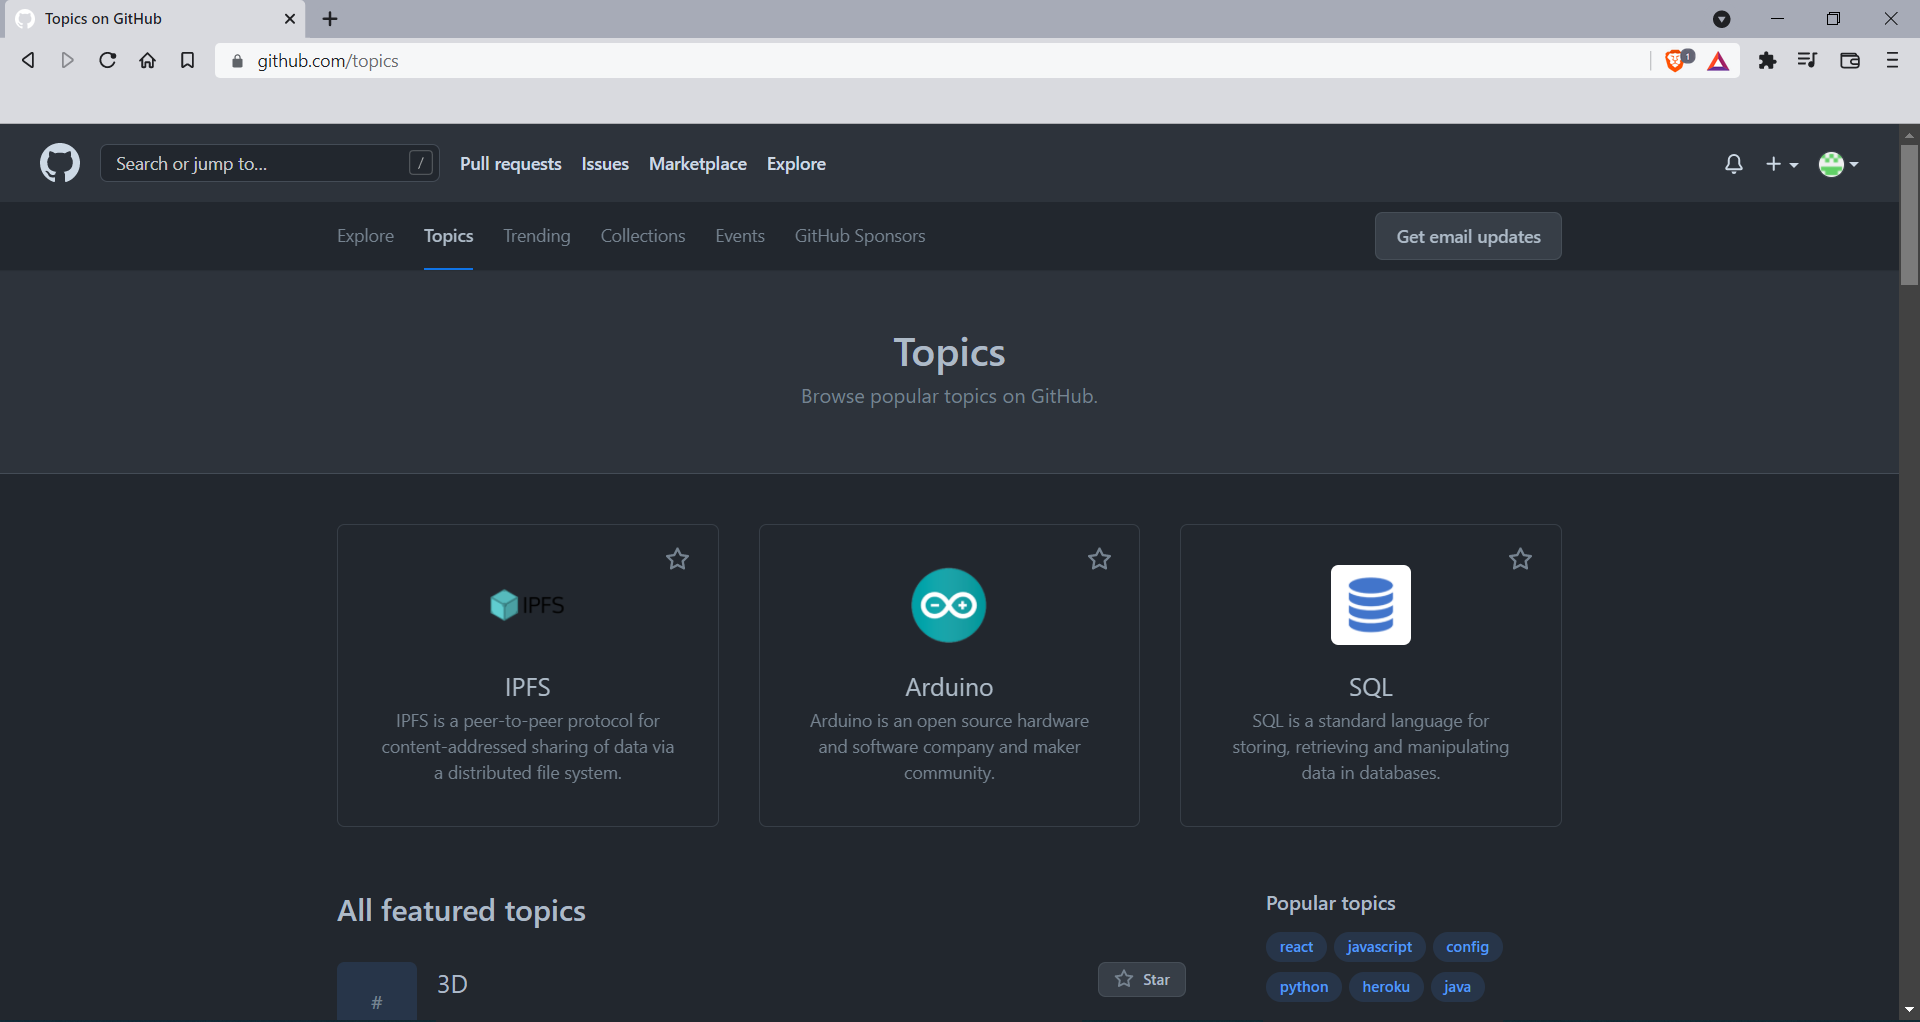 Topics on GitHub
github.com/topics
1
Search or jump to...
/
Pull requests Issues Marketplace Explore
Explore Topics Trending Collections Events GitHub Sponsors
Get email updates
Topics
Browse popular topics on GitHub.
IPFS
IPFS
IPFS is a peer-to-peer protocol for
content-addressed sharing of data via
a distributed file system.
Arduino
Arduino is an open source hardware
and software company and maker
community.
SQL
SQL is a standard language for
storing, retrieving and manipulating
data in databases.
All featured topics
#
3D
Star
Popular topics
react javascript config
python heroku java